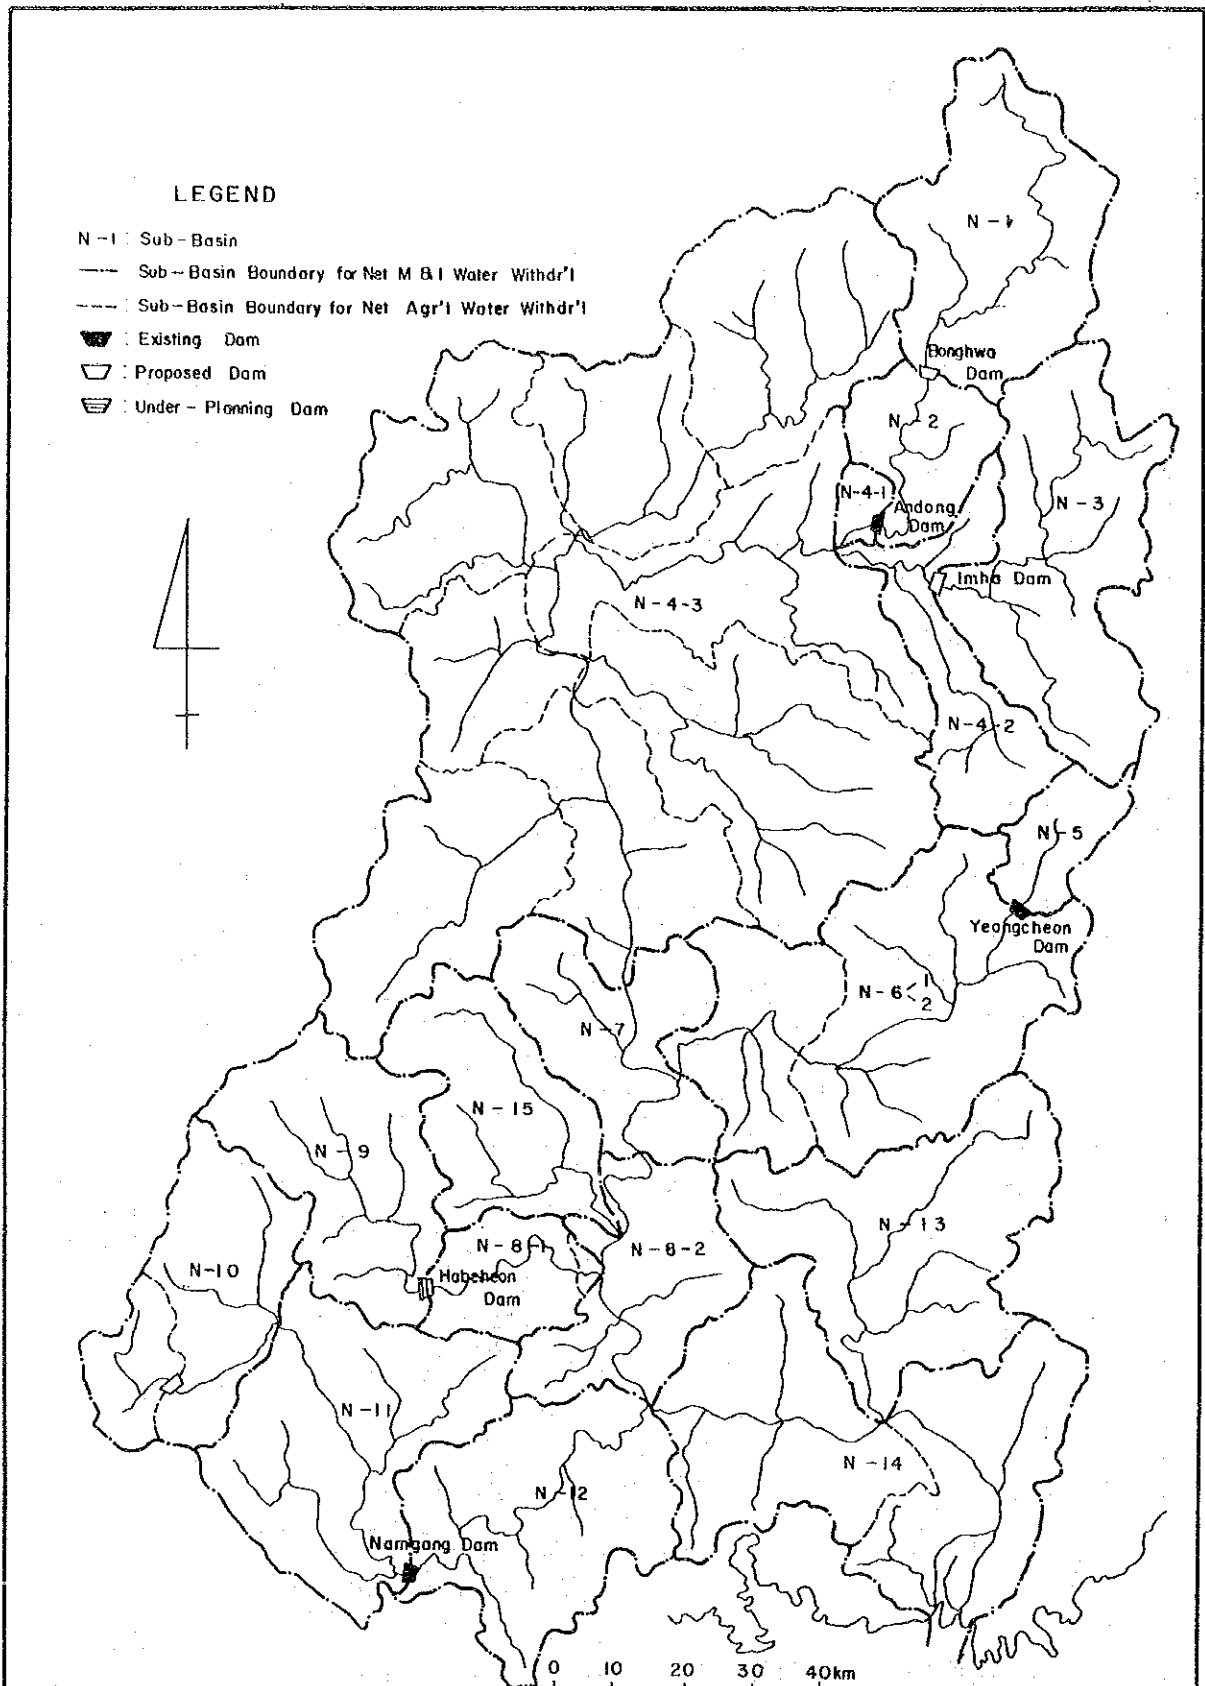 LEGEND
N-1 : Sub-Basin
Sub-Basin Boundary for Net M & I Water Withdr'l
Sub-Basin Boundary for Net Agr'l Water Withdr'l
: Existing Dam
: Proposed Dam
: Under-Planning Dam
N-1
Bonghwa
Dam
N-2
N-4-1
Andong
Dam
N-3
Imha Dam
N-4-3
N-4-2
N-5
Yeongcheon
Dam
N-6<1
2
N-7
N-15
N-9
N-13
N-8-1
N-8-2
N-10
Habcheon
Dam
N-11
N-14
N-12
Namgang Dam
0 10 20 30 40km